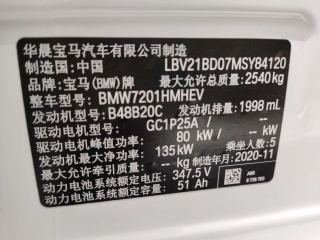 华晨宝马汽车有限公司制造
制造国：中国 LBV21BD07MSY84120
品牌：宝马(BMW)牌 最大允许总质量：2540kg
整车型号：BMW7201HMHEV
发动机型号：B48B20C 发动机排量：1998 mL
驱动电机型号：GC1P25A
驱动电机峰值功率：80 kW 乘坐人数：5
发动机最大净功率：135kW
最大允许牵引质量：-- kg 制造年月：2020-11
动力电池系统额定电压：347.5 V
动力电池系统额定容量：51 Ah